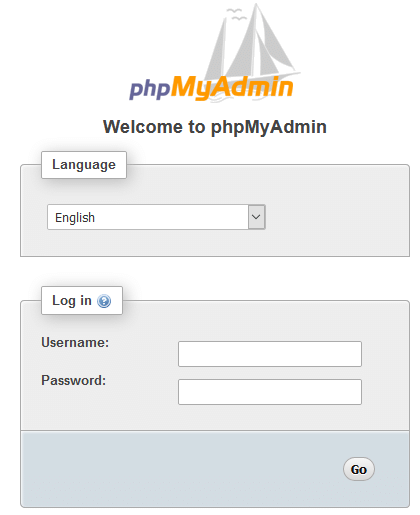 phpMyAdmin
Welcome to phpMyAdmin
Language
English
Log in
Username:
Password:
Go